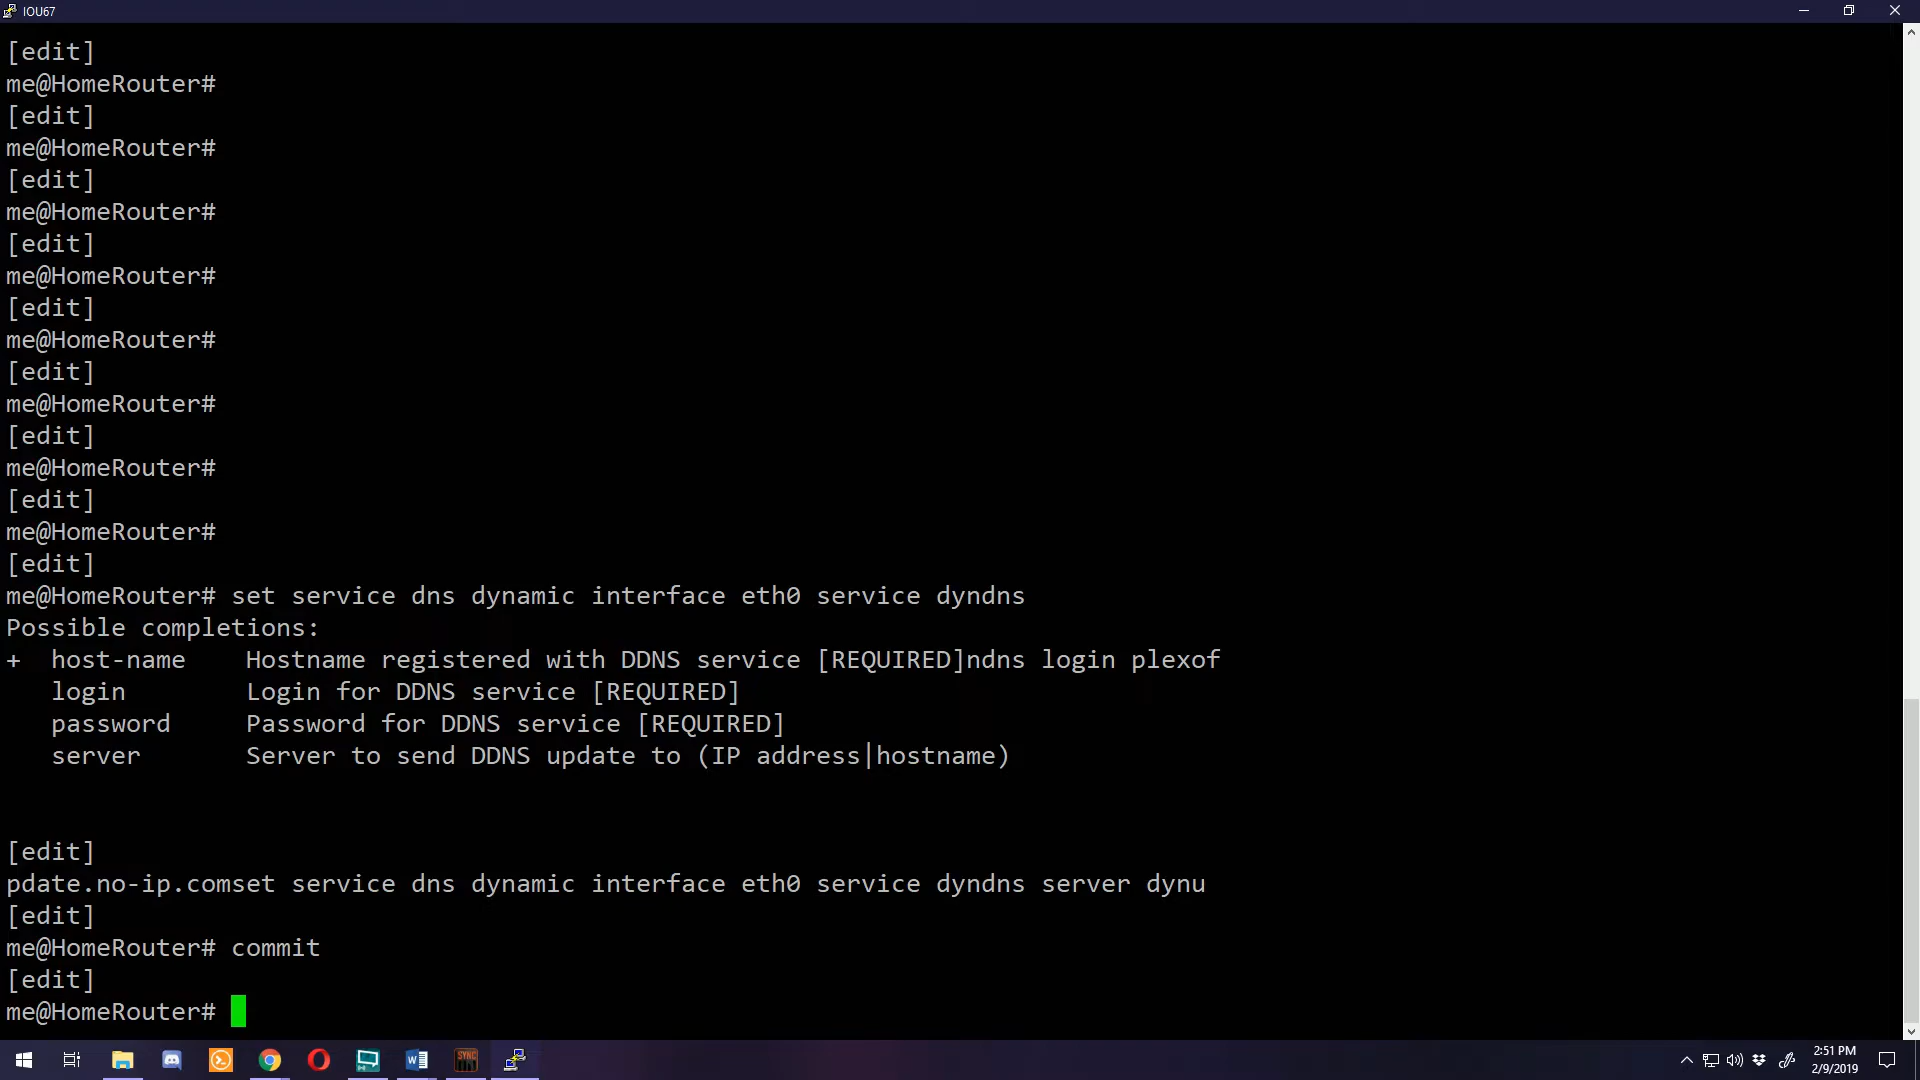 IOU67
[edit]
me@HomeRouter#
[edit]
me@HomeRouter#
[edit]
me@HomeRouter#
[edit]
me@HomeRouter#
[edit]
me@HomeRouter#
[edit]
me@HomeRouter#
[edit]
me@HomeRouter#
[edit]
me@HomeRouter#
[edit]
me@HomeRouter# set service dns dynamic interface eth0 service dyndns
Possible completions:
+ host-name Hostname registered with DDNS service [REQUIRED]ndns login plexof
login Login for DDNS service [REQUIRED]
password Password for DDNS service [REQUIRED]
server Server to send DDNS update to (IP address|hostname)
[edit]
pdate.no-ip.comset service dns dynamic interface eth0 service dyndns server dynu
[edit]
me@HomeRouter# commit
[edit]
me@HomeRouter#
SYNC
2:51 PM
2/9/2019